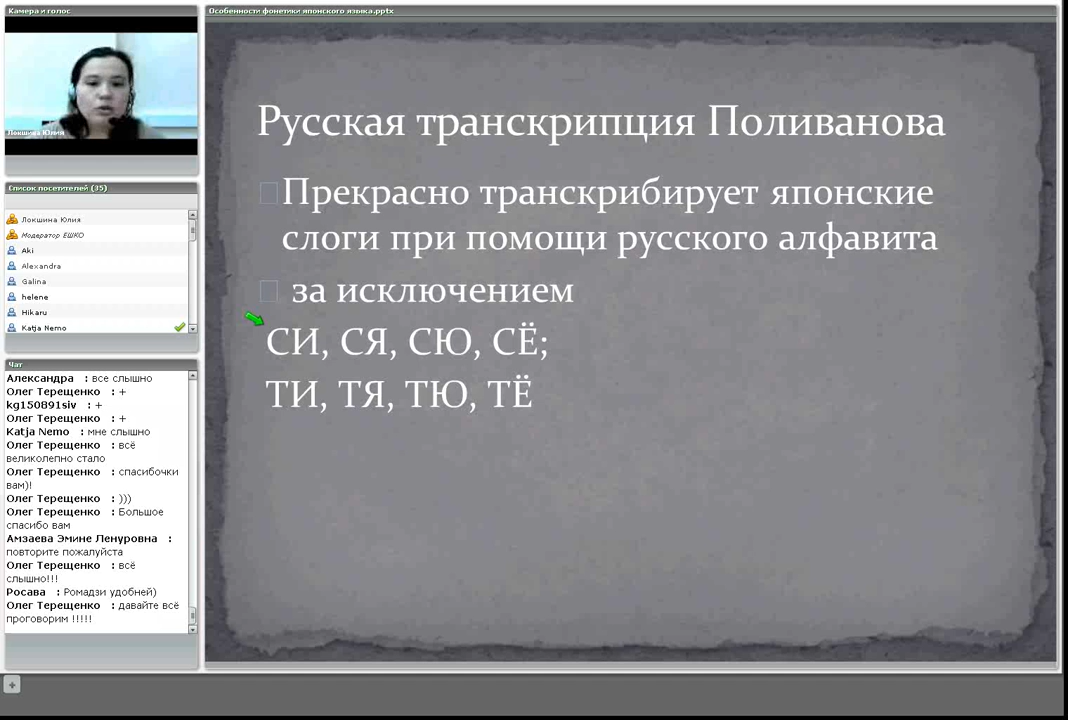 Камера и голос
Локшина Юлия
Список посетителей (35)
Локшина Юлия
Модератор ЕШКО
Aki
Alexandra
Galina
helene
Hikaru
Katja Nemo
Чат
Александра : все слышно
Олег Терещенко : +
kg150891siv : +
Олег Терещенко : +
Katja Nemo : мне слышно
Олег Терещенко : всё
великолепно стало
Олег Терещенко : спасибочки
вам)!
Олег Терещенко : )))
Олег Терещенко : Большое
спасибо вам
Амзаева Эмине Ленуровна :
повторите пожалуйста
Олег Терещенко : всё
слышно!!!
Росава : Ромадзи удобней)
Олег Терещенко : давайте всё
проговорим !!!!!
Особенности фонетики японского языка.pptx
Русская транскрипция Поливанова
Прекрасно транскрибирует японские
слоги при помощи русского алфавита
за исключением
СИ, СЯ, СЮ, СЁ;
ТИ, ТЯ, ТЮ, ТЁ